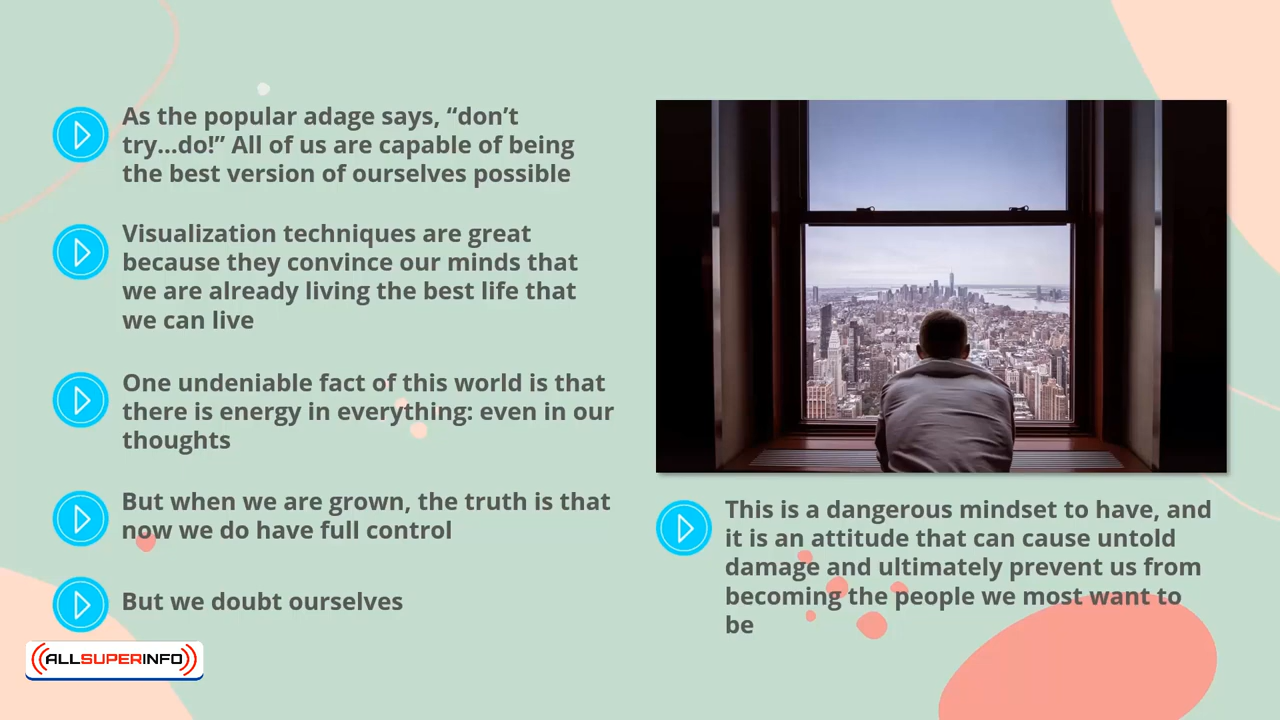 As the popular adage says, “don’t
try...do!” All of us are capable of being
the best version of ourselves possible
Visualization techniques are great
because they convince our minds that
we are already living the best life that
we can live
One undeniable fact of this world is that
there is energy in everything: even in our
thoughts
But when we are grown, the truth is that
now we do have full control
But we doubt ourselves
ALLSUPERINFO
This is a dangerous mindset to have, and
it is an attitude that can cause untold
damage and ultimately prevent us from
becoming the people we most want to
be